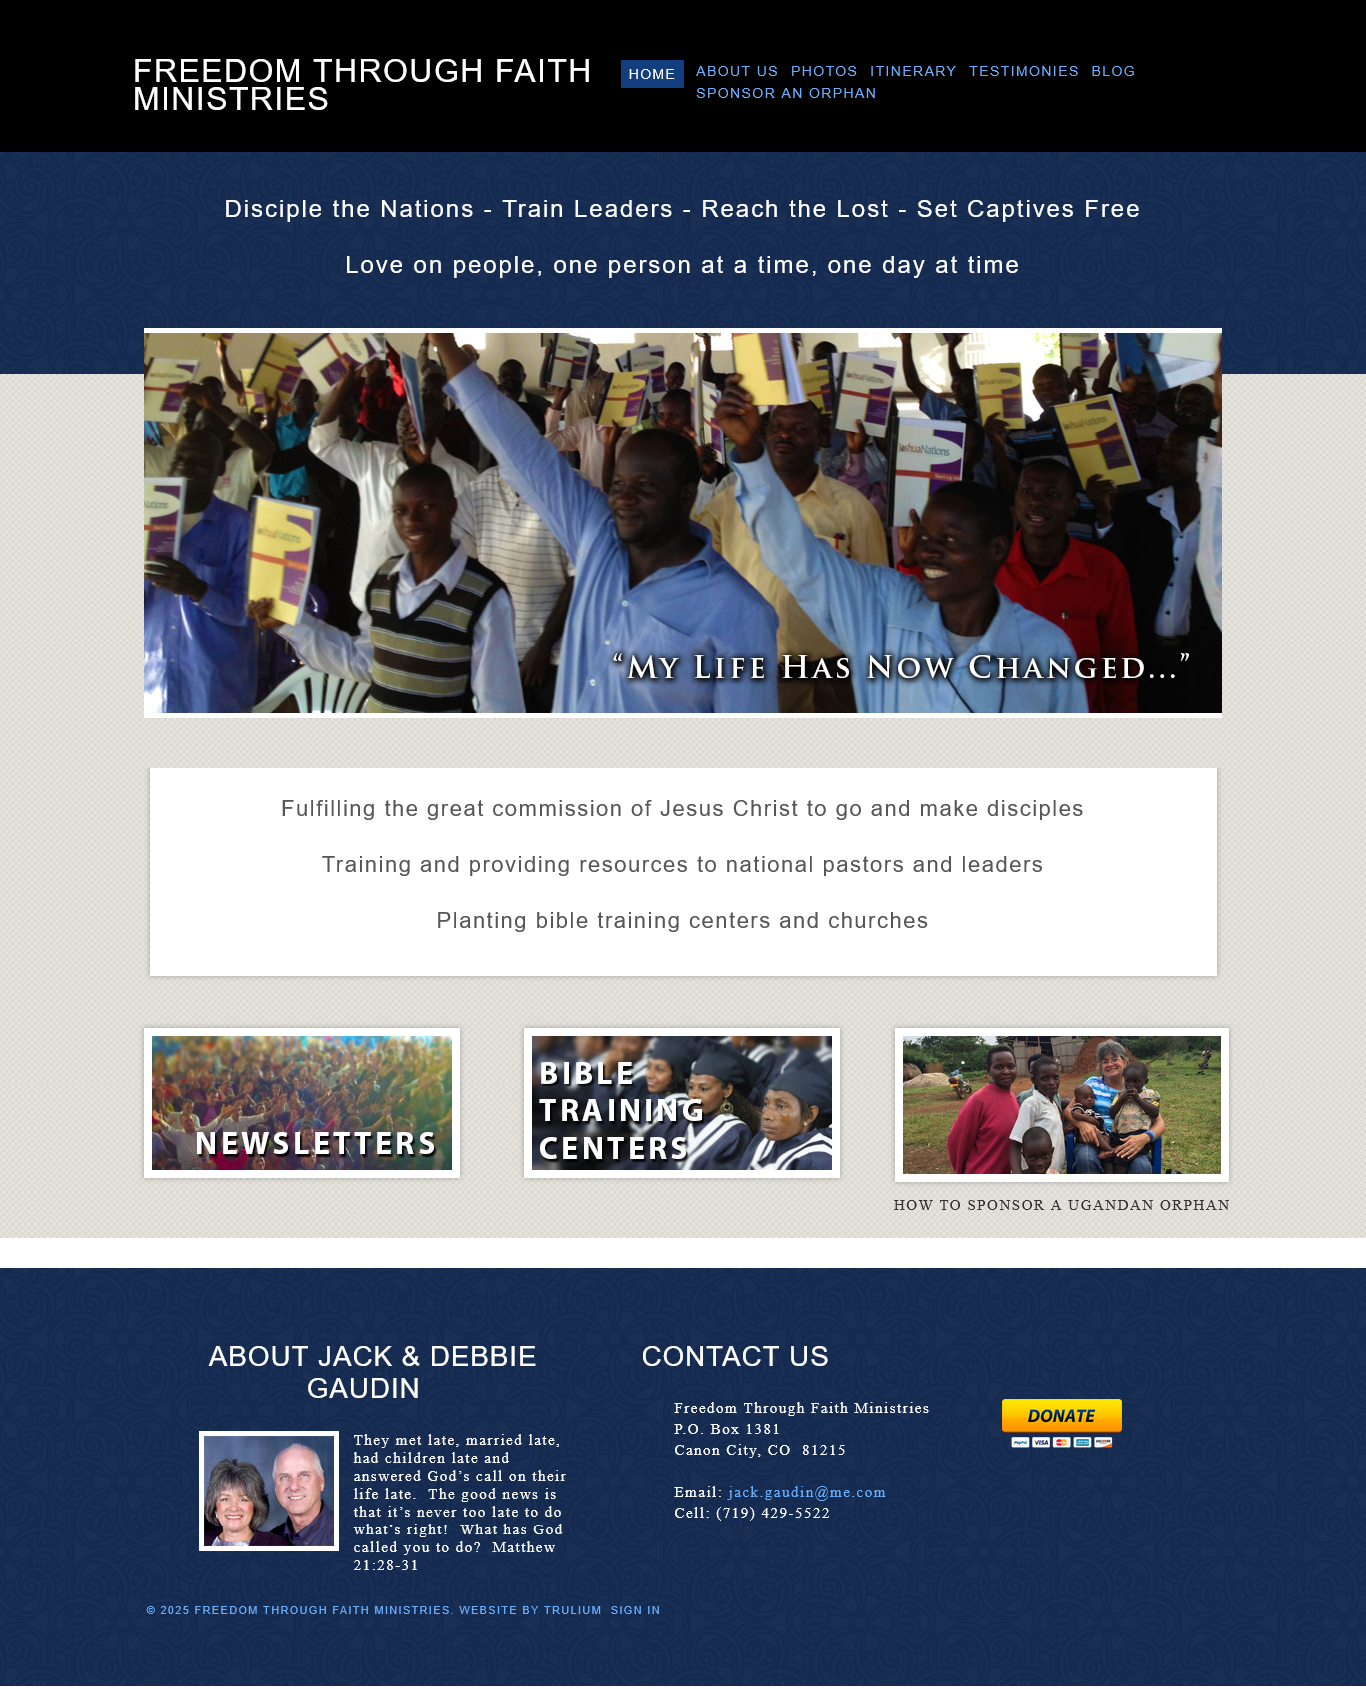 FREEDOM THROUGH FAITH
MINISTRIES
HOME
ABOUT US PHOTOS ITINERARY TESTIMONIES BLOG
SPONSOR AN ORPHAN
Disciple the Nations - Train Leaders - Reach the Lost - Set Captives Free
Love on people, one person at a time, one day at time
JoshuaNations
“My Life Has Now Changed...”
Fulfilling the great commission of Jesus Christ to go and make disciples
Training and providing resources to national pastors and leaders
Planting bible training centers and churches
NEWSLETTERS
BIBLE
TRAINING
CENTERS
HOW TO SPONSOR A UGANDAN ORPHAN
ABOUT JACK & DEBBIE
GAUDIN
They met late, married late,
had children late and
answered God’s call on their
life late. The good news is
that it’s never too late to do
what’s right! What has God
called you to do? Matthew
21:28-31
CONTACT US
Freedom Through Faith Ministries
P.O. Box 1381
Canon City, CO 81215
Email: jack.gaudin@me.com
Cell: (719) 429-5522
DONATE
PayPal VISA
© 2025 FREEDOM THROUGH FAITH MINISTRIES. WEBSITE BY TRULIUM SIGN IN